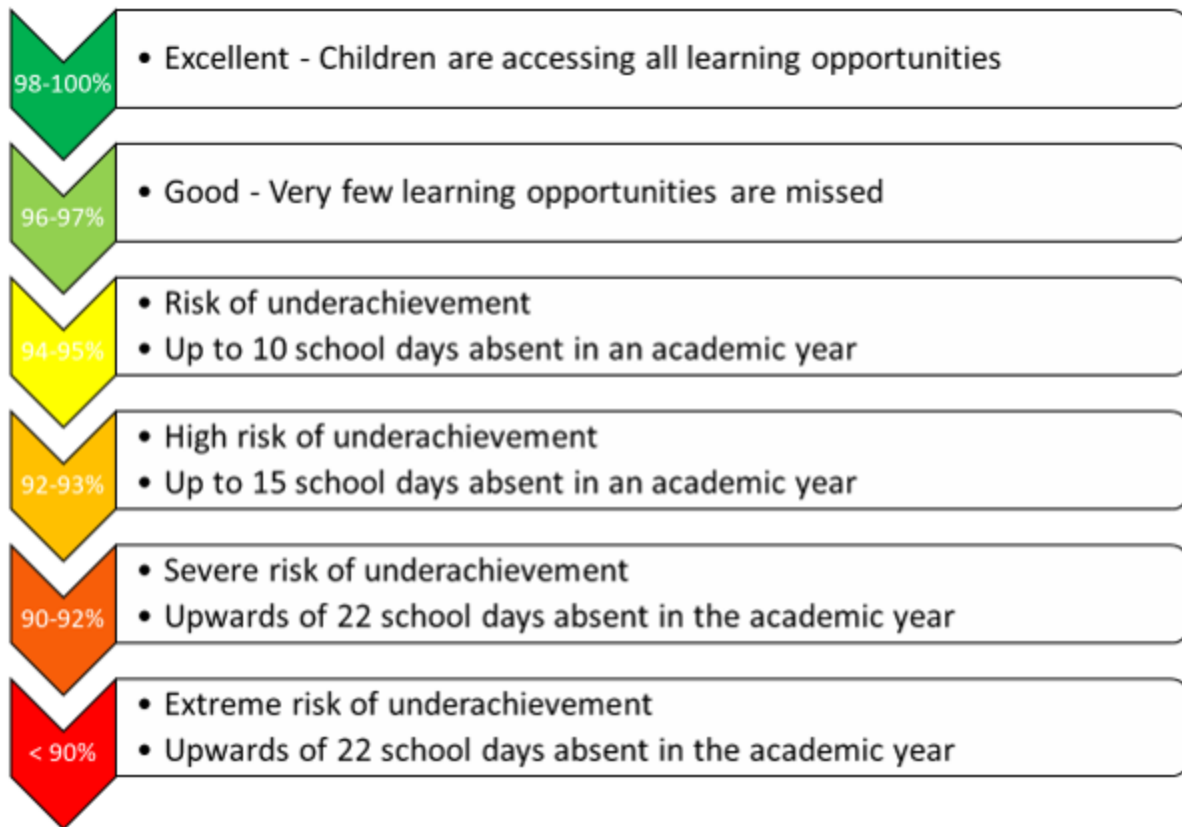 98-100%
• Excellent - Children are accessing all learning opportunities
96-97%
• Good - Very few learning opportunities are missed
94-95%
• Risk of underachievement
• Up to 10 school days absent in an academic year
92-93%
• High risk of underachievement
• Up to 15 school days absent in an academic year
90-92%
• Severe risk of underachievement
• Upwards of 22 school days absent in the academic year
< 90%
• Extreme risk of underachievement
• Upwards of 22 school days absent in the academic year